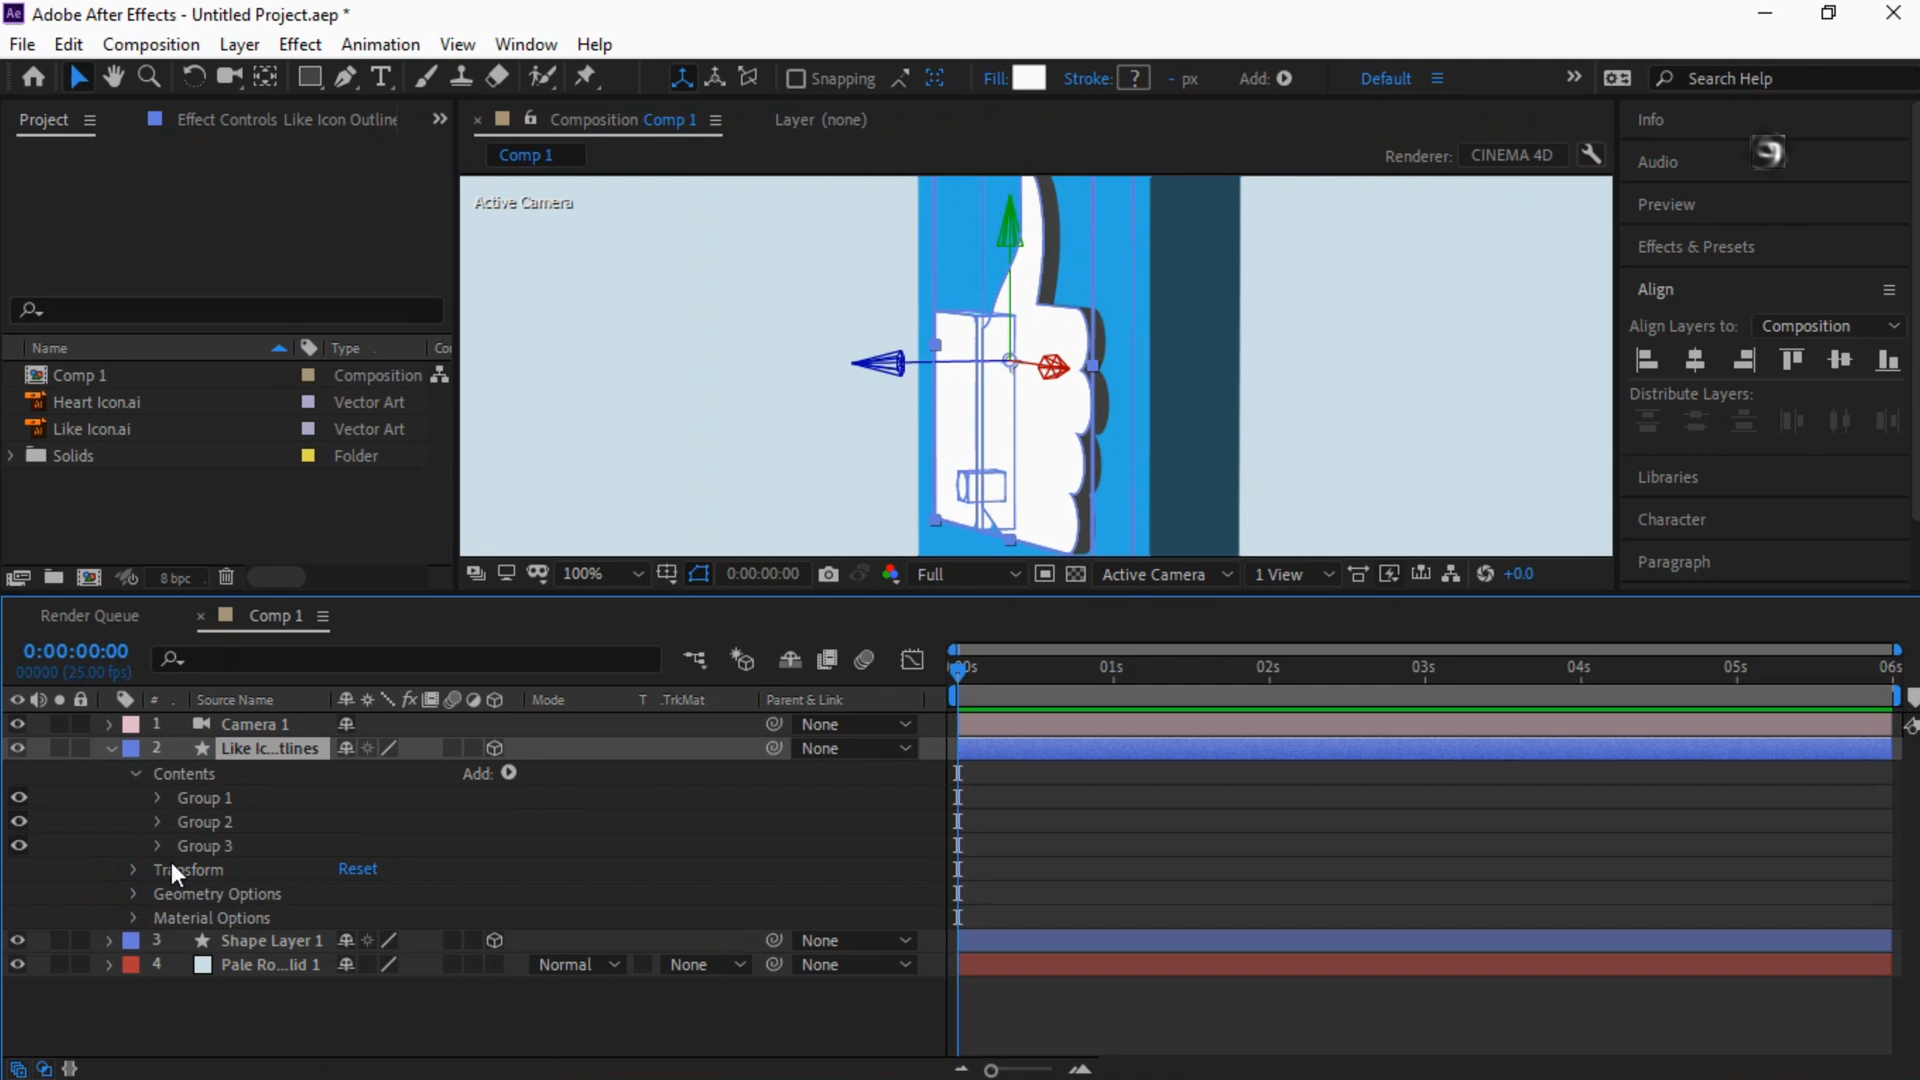 Ae Adobe After Effects - Untitled Project.aep *
File Edit Composition Layer Effect Animation View Window Help
Snapping Fill: Stroke: ? - px Add: Default Search Help
Project Effect Controls Like Icon Outline Composition Comp 1 Layer (none) Info
Comp 1 Renderer: CINEMA 4D Audio
Active Camera Preview
Effects & Presets
Align
Align Layers to: Composition
Name Type Co
Comp 1 Composition
Distribute Layers:
Heart Icon.ai Vector Art
Like Icon.ai Vector Art
Solids Folder
Libraries
Character
Paragraph
8 bpc 100% 0:00:00:00 Full Active Camera 1 View +0.0
Render Queue Comp 1
0:00:00:00
00000 (25.00 fps)
00s 01s 02s 03s 04s 05s 06s
# . Source Name fx Mode T .TrkMat Parent & Link
1 Camera 1 None
2 Like Ic...tlines None
Contents Add:
Group 1
Group 2
Group 3
Transform Reset
Geometry Options
Material Options
3 Shape Layer 1 None
4 Pale Ro...lid 1 Normal None None